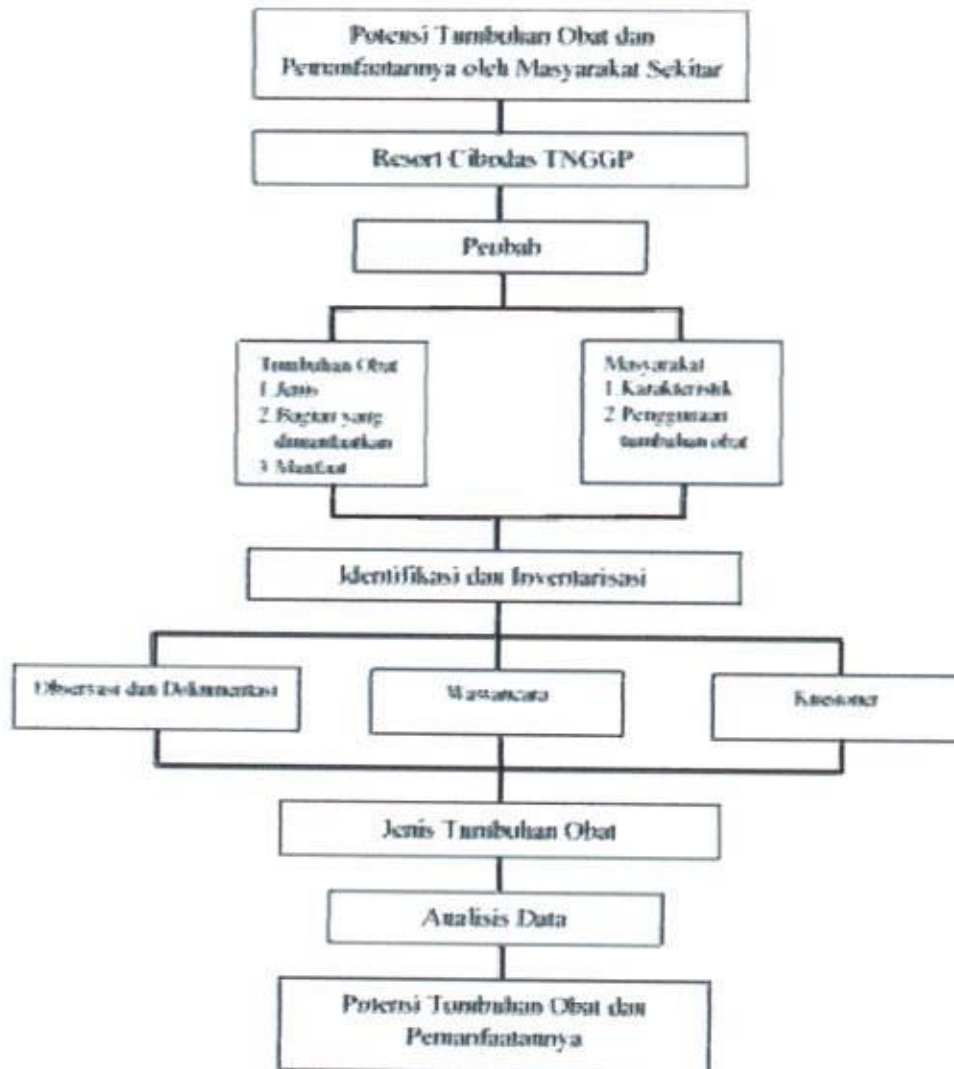 Potensi Tumbuhan Obat dan
Pemanfaatannya oleh Masyarakat Sekitar
Resort Cibodas TNGGP
Peubah
Tumbuhan Obat
1. Jenis
2. Bagian yang
dimanfaatkan
3. Manfaat
Masyarakat
1. Karakteristik
2. Penggunaan
tumbuhan obat
Identifikasi dan Inventarisasi
Observasi dan Dokumentasi
Wawancara
Kuesioner
Jenis Tumbuhan Obat
Analisis Data
Potensi Tumbuhan Obat dan
Pemanfaatannya